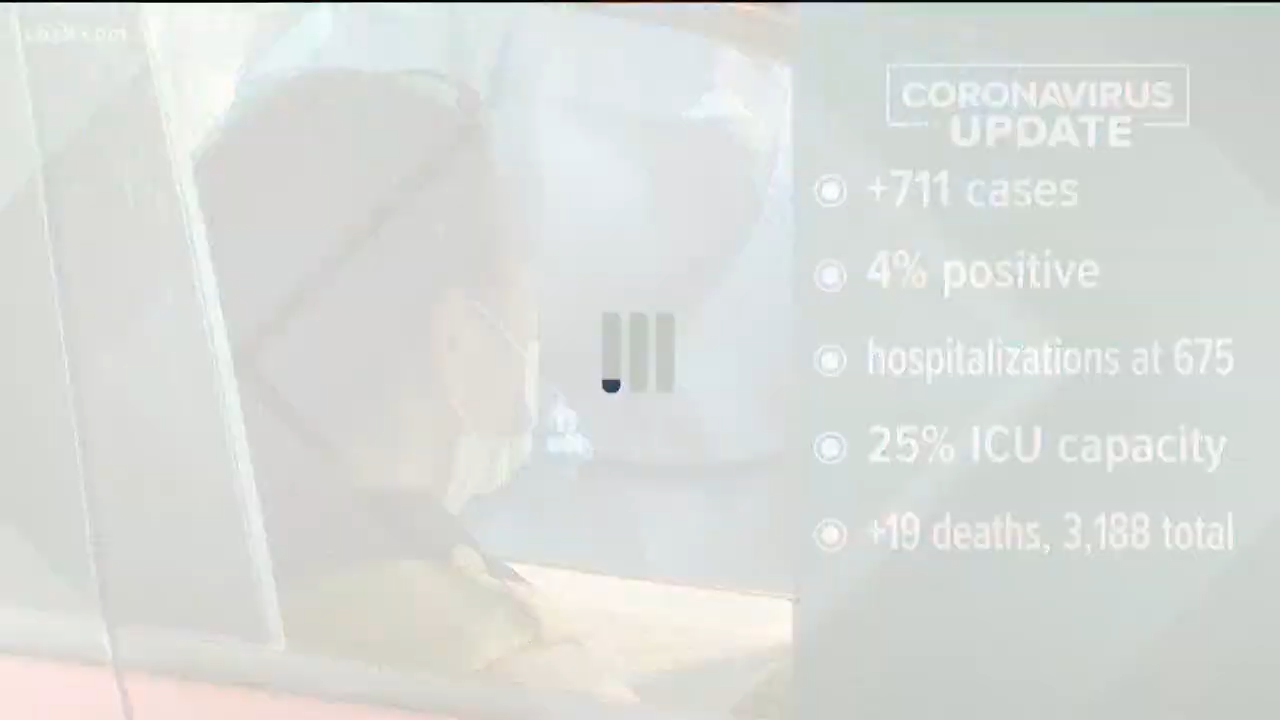 CORONAVIRUS
UPDATE
+711 cases
4% positive
hospitalizations at 675
25% ICU capacity
+19 deaths, 3,188 total